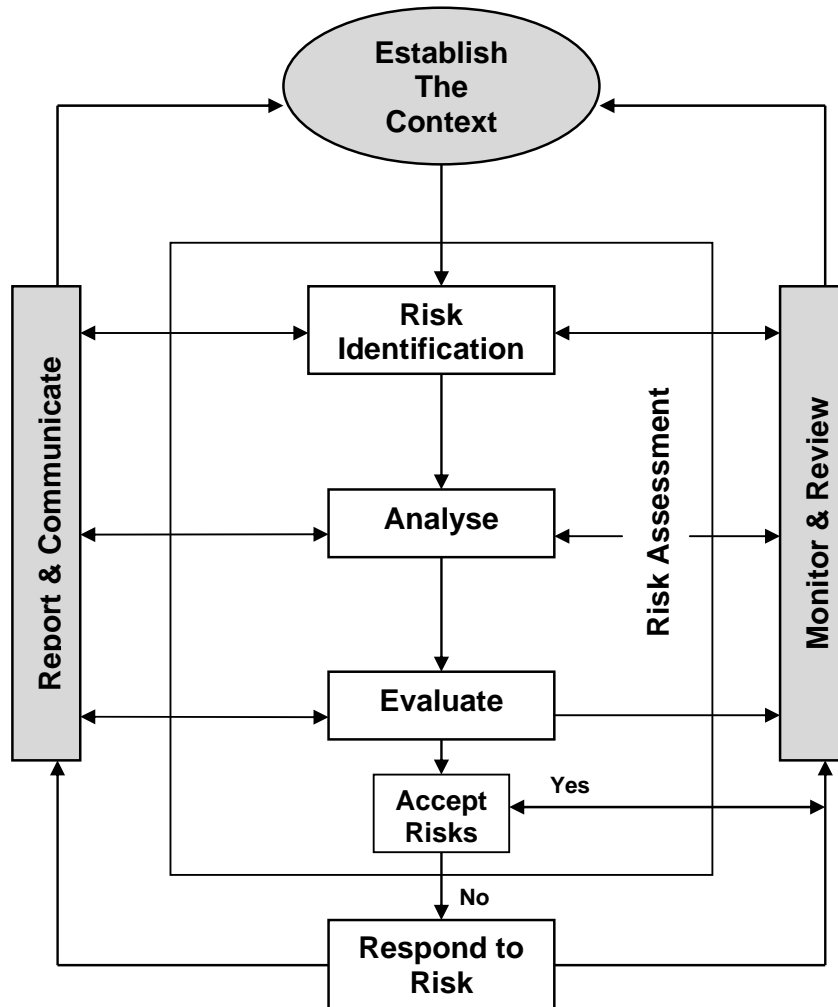 Establish
The
Context
Risk
Identification
Report & Communicate
Risk Assessment
Monitor & Review
Analyse
Evaluate
Accept
Risks
Yes
No
Respond to
Risk